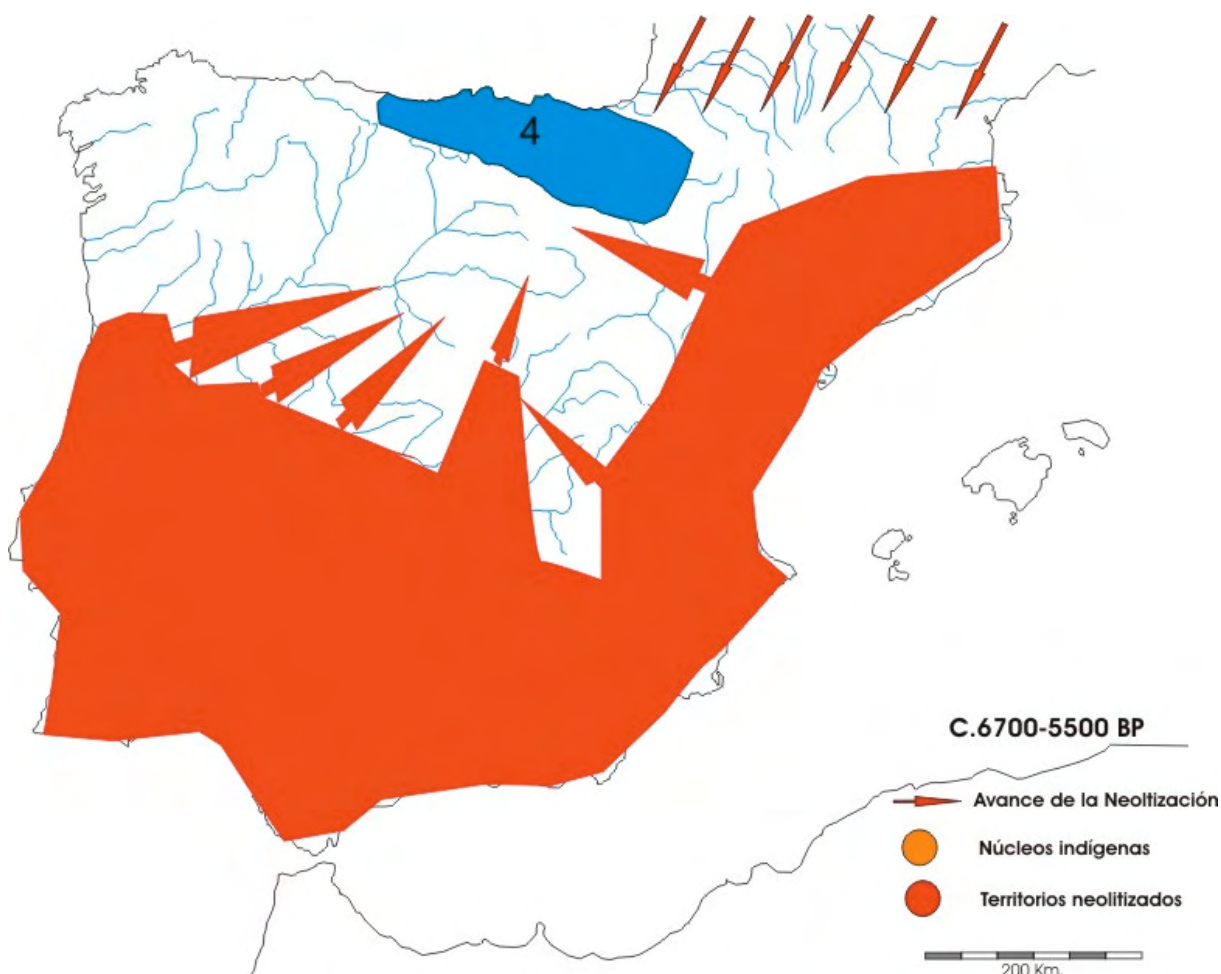 4
C.6700-5500 BP
Avance de la Neoltización
Núcleos indígenas
Territorios neolitizados
200 Km.